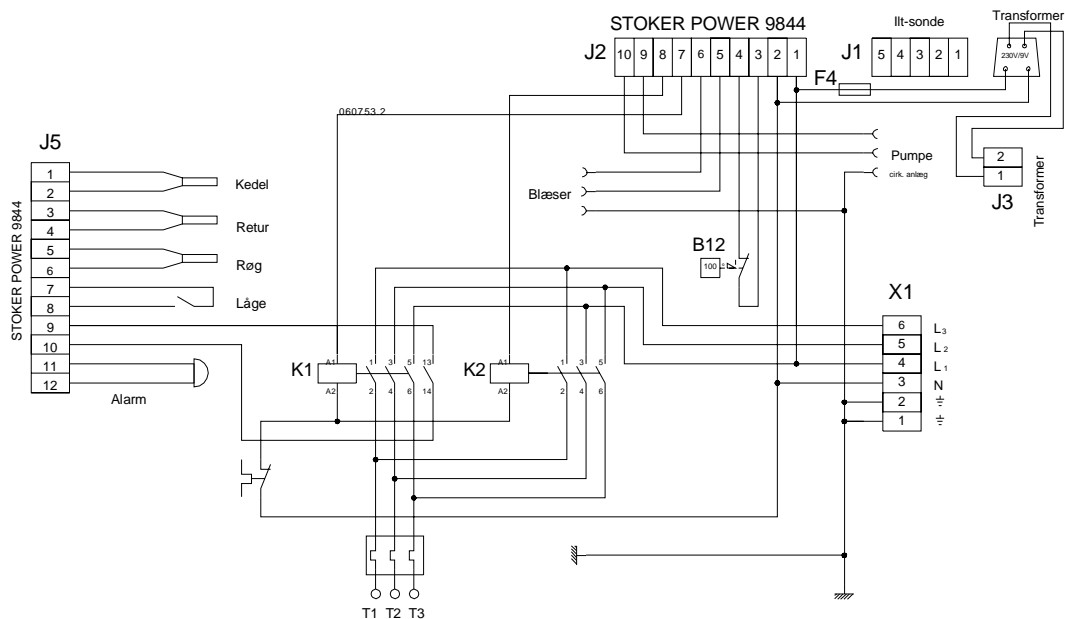 STOKER POWER 9844
Ilt-sonde
Transformer
J2
10 9 8 7 6 5 4 3 2 1
J1
5 4 3 2 1
230V/9V
F4
060753.2
J5
STOKER POWER 9844
1
2
Kedel
3
4
Retur
5
6
Røg
7
8
Låge
9
10
11
12
Alarm
Blæser
Pumpe
cirk. anlæg
2
1
J3
Transformer
B12
100 °
X1
6 L3
5 L2
4 L1
3 N
2
1
K1
A1
A2
1 3 5 13
2 4 6 14
K2
A1
A2
1 3 5
2 4 6
T1 T2 T3